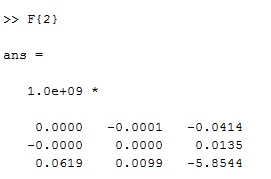 >> F{2}
ans =
1.0e+09 *
0.0000 -0.0001 -0.0414
-0.0000 0.0000 0.0135
0.0619 0.0099 -5.8544